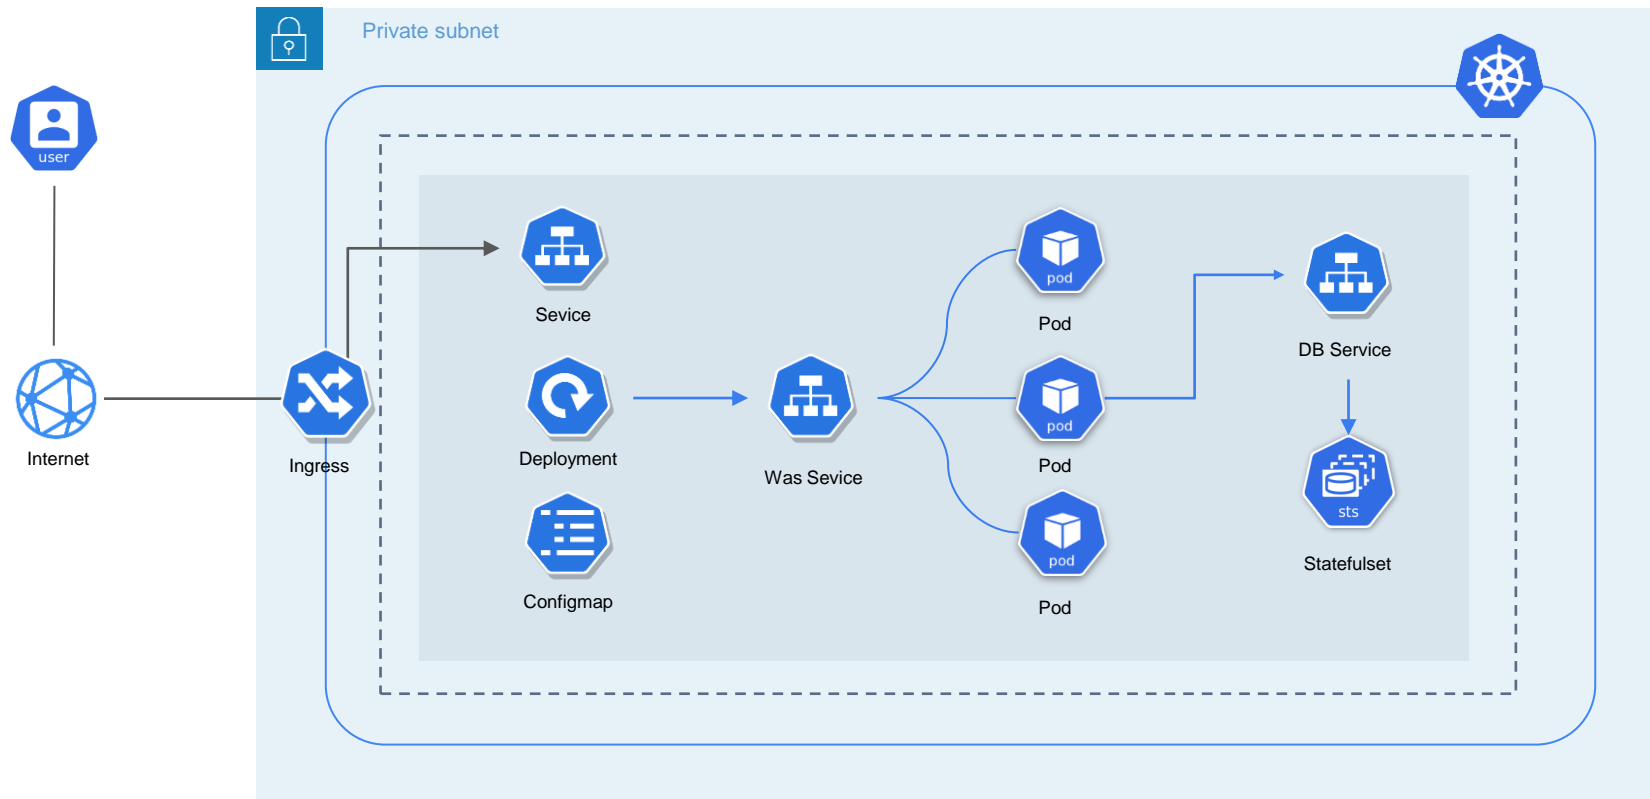 Private subnet
user
Internet
Ingress
Sevice
Deployment
Configmap
Was Sevice
pod
Pod
pod
Pod
pod
Pod
DB Service
sts
Statefulset